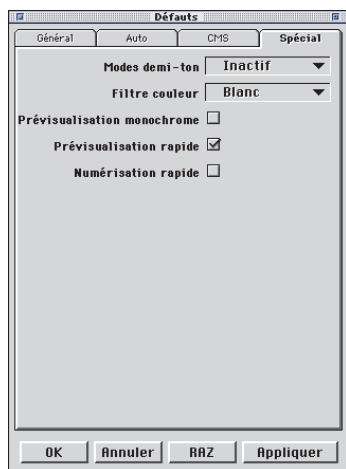 Défauts
Général Auto CMS Spécial
Modes demi-ton Inactif
Filtre couleur Blanc
Prévisualisation monochrome
Prévisualisation rapide
Numérisation rapide
OK Annuler RAZ Appliquer